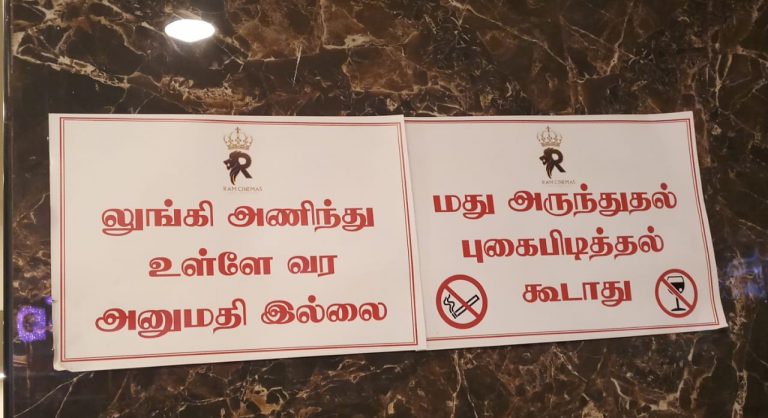 RAM CINEMAS
லுங்கி அணிந்து
உள்ளே வர
அனுமதி இல்லை
RAM CINEMAS
மது அருந்துதல்
புகைபிடித்தல்
கூடாது